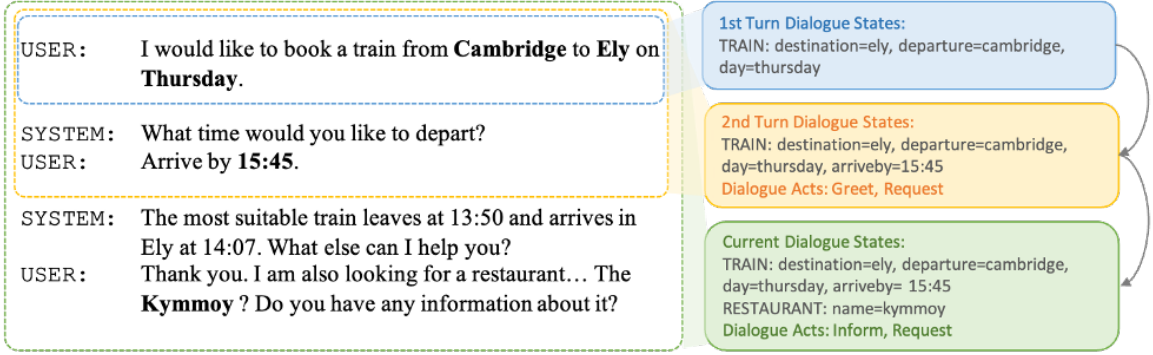 USER: I would like to book a train from Cambridge to Ely on
Thursday.
SYSTEM: What time would you like to depart?
USER: Arrive by 15:45.
SYSTEM: The most suitable train leaves at 13:50 and arrives in
Ely at 14:07. What else can I help you?
USER: Thank you. I am also looking for a restaurant… The
Kymmoy ? Do you have any information about it?
1st Turn Dialogue States:
TRAIN: destination=ely, departure=cambridge,
day=thursday
2nd Turn Dialogue States:
TRAIN: destination=ely, departure=cambridge,
day=thursday, arriveby=15:45
Dialogue Acts: Greet, Request
Current Dialogue States:
TRAIN: destination=ely, departure=cambridge,
day=thursday, arriveby= 15:45
RESTAURANT: name=kymmoy
Dialogue Acts: Inform, Request